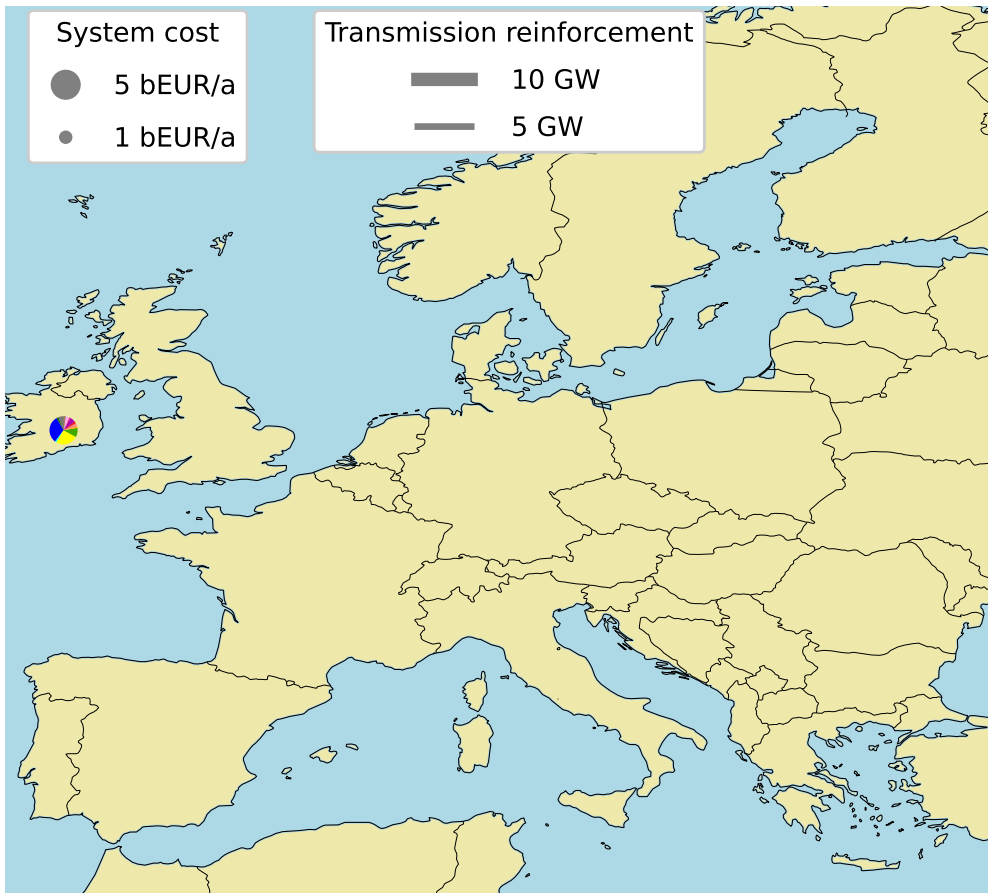 System cost
5 bEUR/a
1 bEUR/a
Transmission reinforcement
10 GW
5 GW